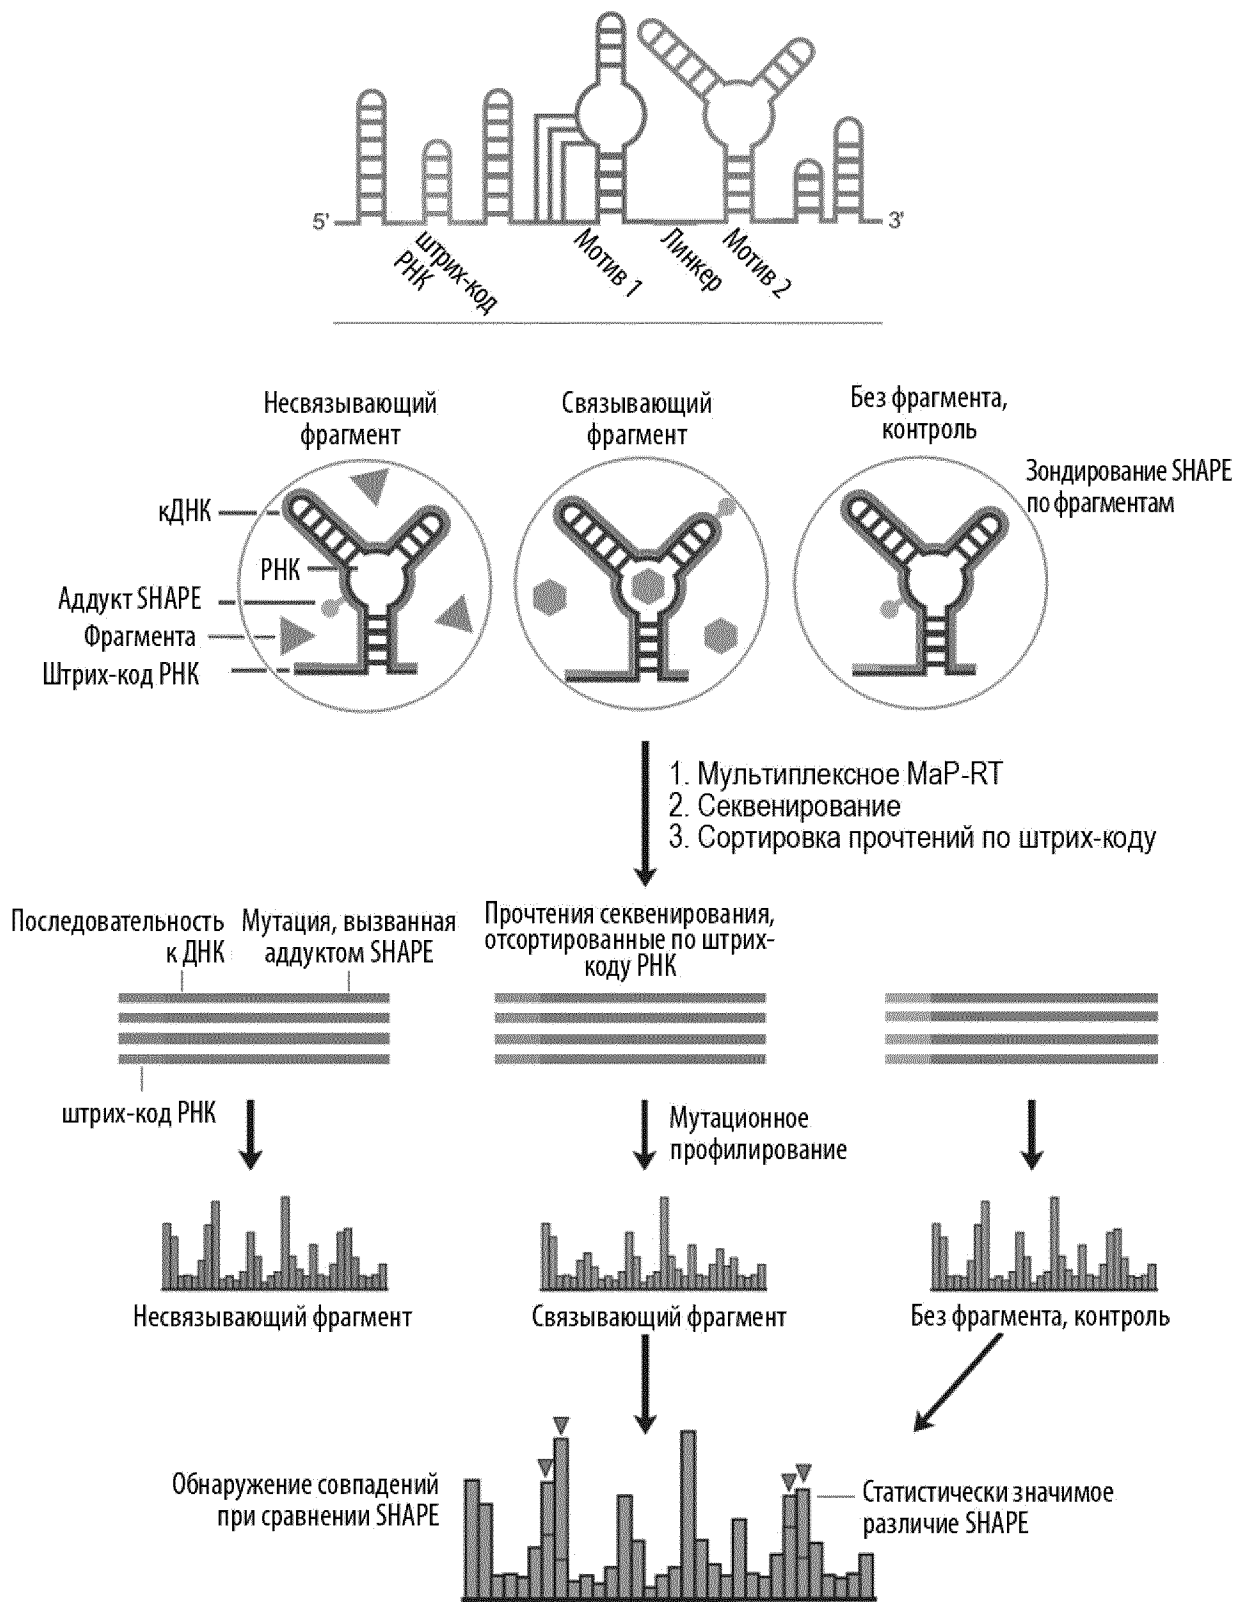 5'
3'
штрих-код
РНК
Мотив 1
Линкер
Мотив 2
Несвязывающий
фрагмент
Связывающий
фрагмент
Без фрагмента,
контроль
Зондирование SHAPE
по фрагментам
кДНК
РНК
Аддукт SHAPE
Фрагмента
Штрих-код РНК
1. Мультиплексное MaP-RT
2. Секвенирование
3. Сортировка прочтений по штрих-коду
Последовательность
к ДНК
Мутация, вызванная
аддуктом SHAPE
Прочтения секвенирования,
отсортированные по штрих-
коду РНК
штрих-код РНК
Мутационное
профилирование
Несвязывающий фрагмент
Связывающий фрагмент
Без фрагмента, контроль
Обнаружение совпадений
при сравнении SHAPE
Статистически значимое
различие SHAPE